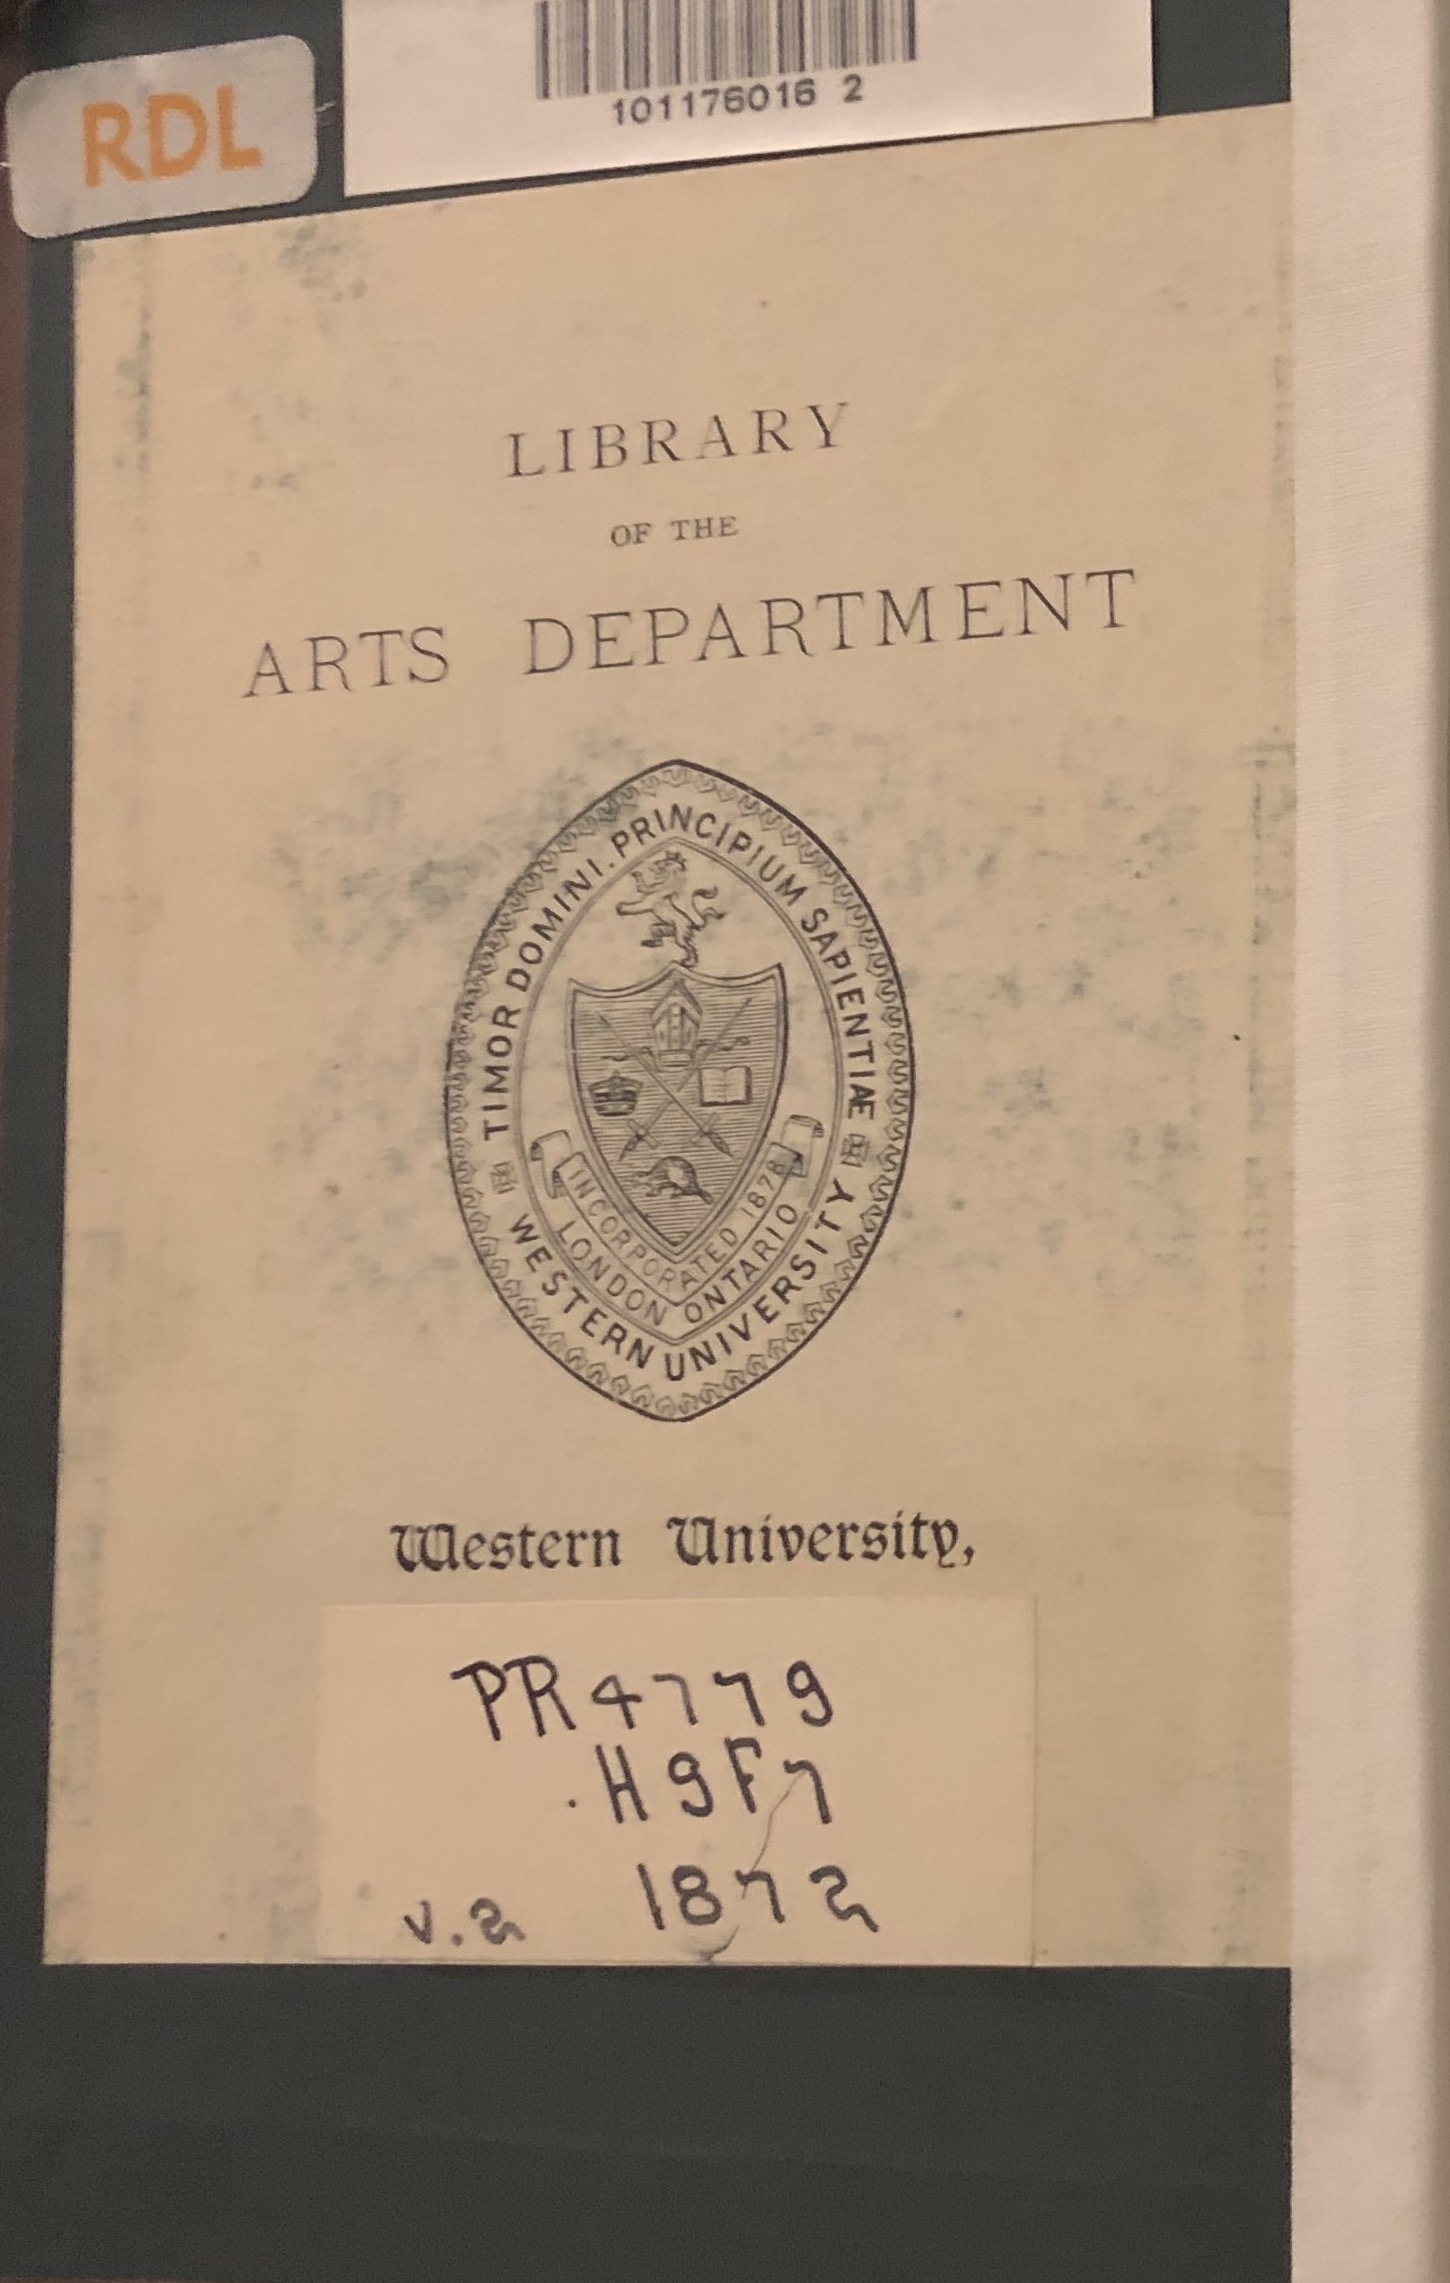 RDL
101176016 2
LIBRARY
OF THE
ARTS DEPARTMENT
TIMOR DOMINI. PRINCIPIUM SAPIENTIÆ
INCORPORATED 1878
LONDON ONTARIO
WESTERN UNIVERSITY
Western University,
PR4779
.H9F7
v.2 1872